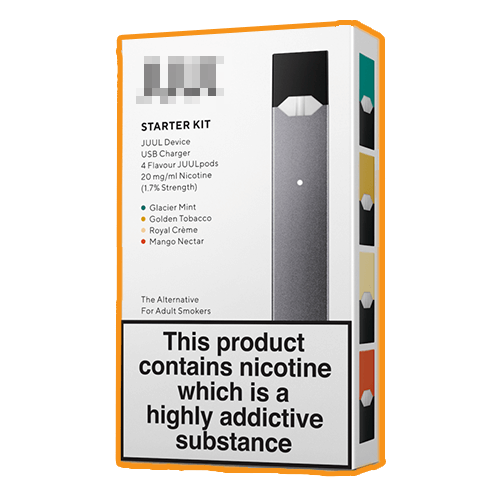 STARTER KIT
JUUL Device
USB Charger
4 Flavour JUULpods
20 mg/ml Nicotine
(1.7% Strength)
Glacier Mint
Golden Tobacco
Royal Crème
Mango Nectar
The Alternative
For Adult Smokers
This product
contains nicotine
which is a
highly addictive
substance